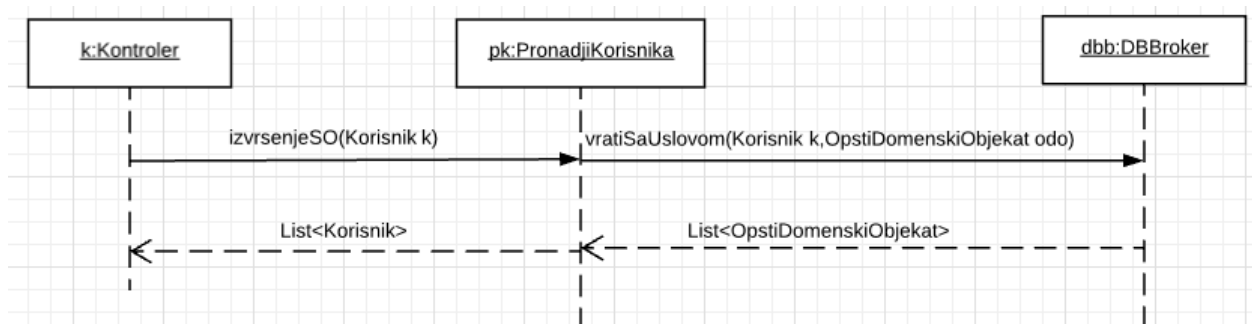 k:Kontroler
pk:PronadjiKorisnika
dbb:DBBroker
izvrsenjeSO(Korisnik k)
vratiSaUslovom(Korisnik k,OpstiDomenskiObjekat odo)
List<Korisnik>
List<OpstiDomenskiObjekat>